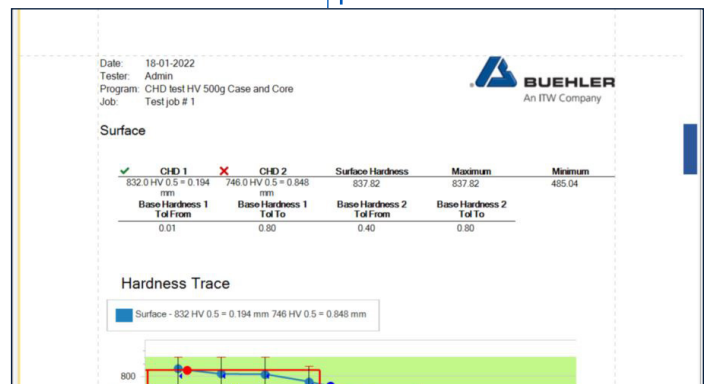 Date: 18-01-2022
Tester: Admin
Program: CHD test HV 500g Case and Core
Job: Test job # 1
BUEHLER
An ITW Company
Surface
CHD 1 CHD 2 Surface Hardness Maximum Minimum
832.0 HV 0.5 = 0.194 746.0 HV 0.5 = 0.848 837.82 837.82 485.04
mm mm
Base Hardness 1 Base Hardness 1 Base Hardness 2 Base Hardness 2
Tol From Tol To Tol From Tol To
0.01 0.80 0.40 0.80
Hardness Trace
Surface - 832 HV 0.5 = 0.194 mm 746 HV 0.5 = 0.848 mm
800